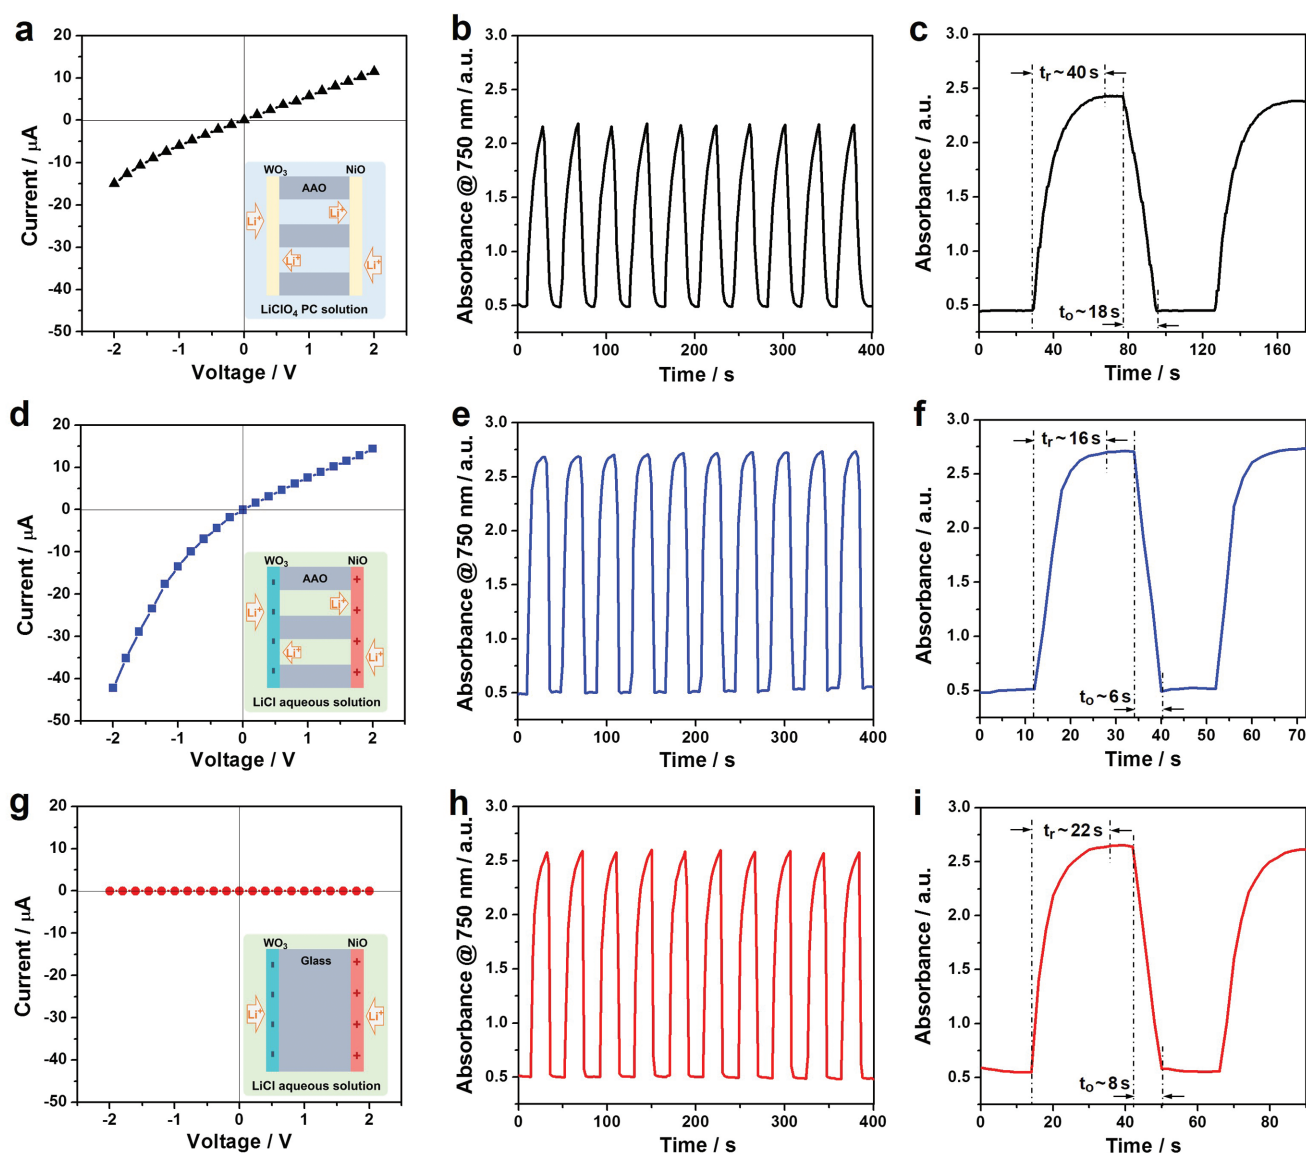 a
20
10
0
-10
-20
-30
-40
-50
Current / μA
-2 -1 0 1 2
Voltage / V
WO3 NiO
AAO
Li+ Li+
Li+ Li+
LiClO4 PC solution
b
3.0
2.5
2.0
1.5
1.0
0.5
Absorbance @750 nm / a.u.
0 100 200 300 400
Time / s
c
3.0
2.5
2.0
1.5
1.0
0.5
Absorbance / a.u.
tr ~ 40 s
to ~ 18 s
0 40 80 120 160
Time / s
d
20
10
0
-10
-20
-30
-40
-50
Current / μA
-2 -1 0 1 2
Voltage / V
WO3 NiO
AAO
- +
Li+ Li+
- +
- +
Li+ Li+
- +
LiCl aqueous solution
e
3.0
2.5
2.0
1.5
1.0
0.5
Absorbance @750 nm / a.u.
0 100 200 300 400
Time / s
f
3.0
2.5
2.0
1.5
1.0
0.5
Absorbance / a.u.
tr ~ 16 s
to ~ 6 s
0 10 20 30 40 50 60 70
Time / s
g
20
10
0
-10
-20
-30
-40
-50
Current / μA
-2 -1 0 1 2
Voltage / V
WO3 NiO
Glass
- +
- +
Li+ Li+
- +
- +
LiCl aqueous solution
h
3.0
2.5
2.0
1.5
1.0
0.5
Absorbance @750 nm / a.u.
0 100 200 300 400
Time / s
i
3.0
2.5
2.0
1.5
1.0
0.5
Absorbance / a.u.
tr ~ 22 s
to ~ 8 s
0 20 40 60 80
Time / s